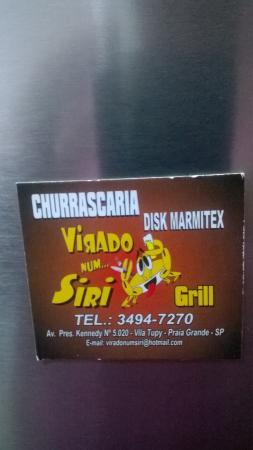 CHURRASCARIA
DISK MARMITEX
ViRADO
NUM...
SiRi
Grill
TEL.: 3494-7270
Av. Pres. Kennedy Nº 5.020 - Vila Tupy - Praia Grande - SP
E-mail: viradonumsiri@hotmail.com